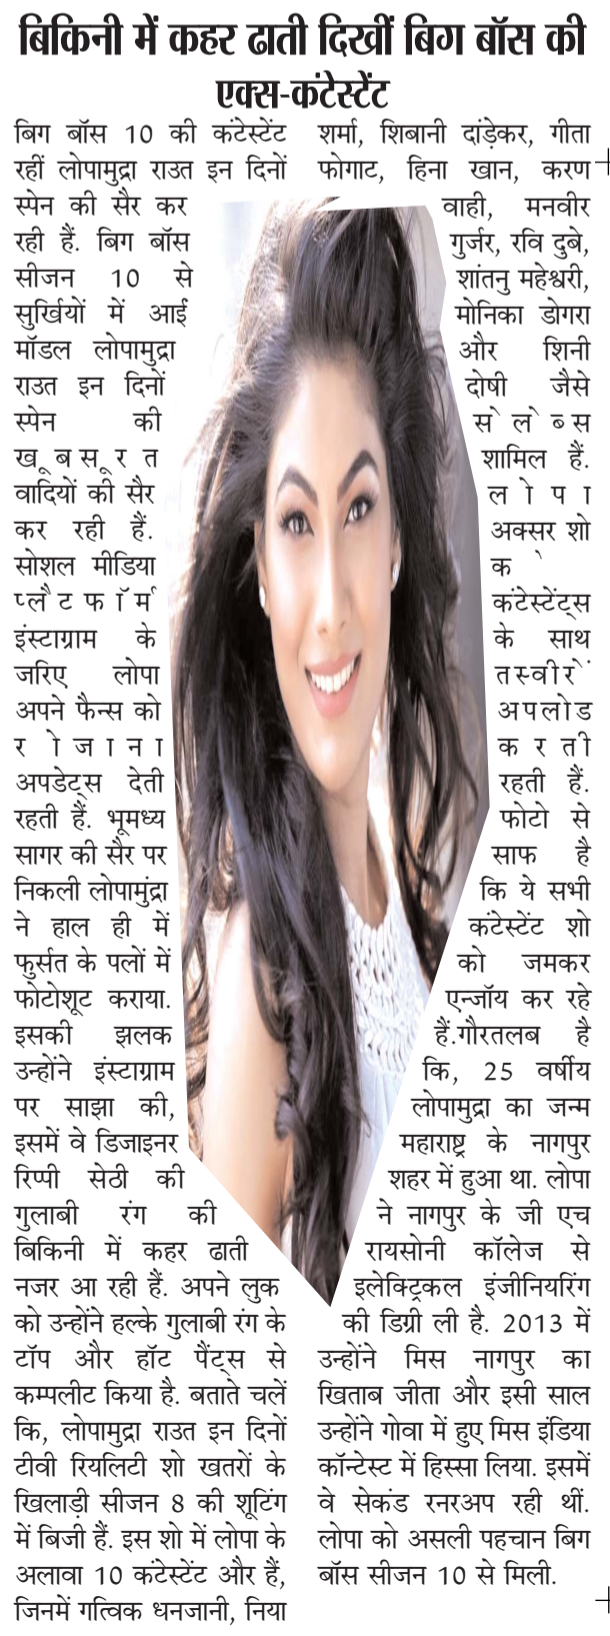 बिकिनी में कहर ढाती दिखीं बिग बॉस की
एक्स-कंटेस्टेंट
बिग बॉस 10 की कंटेस्टेंट
रहीं लोपामुद्रा राउत इन दिनों
स्पेन की सैर कर
रही हैं. बिग बॉस
सीजन 10 से
सुर्खियों में आई
मॉडल लोपामुद्रा
राउत इन दिनों
स्पेन की
खूबसूरत
वादियों की सैर
कर रही हैं.
सोशल मीडिया
प्लैटफॉर्म
इंस्टाग्राम के
जरिए लोपा
अपने फैन्स को
रोजाना
अपडेट्स देती
रहती हैं. भूमध्य
सागर की सैर पर
निकली लोपामुंद्रा
ने हाल ही में
फुर्सत के पलों में
फोटोशूट कराया.
इसकी झलक
उन्होंने इंस्टाग्राम
पर साझा की,
इसमें वे डिजाइनर
रिप्पी सेठी की
गुलाबी रंग की
बिकिनी में कहर ढाती
नजर आ रही हैं. अपने लुक
को उन्होंने हल्के गुलाबी रंग के
टॉप और हॉट पैंट्स से
कम्पलीट किया है. बताते चलें
कि, लोपामुद्रा राउत इन दिनों
टीवी रियलिटी शो खतरों के
खिलाड़ी सीजन 8 की शूटिंग
में बिजी हैं. इस शो में लोपा के
अलावा 10 कंटेस्टेंट और हैं,
जिनमें गत्विक धनजानी, निया
शर्मा, शिबानी दांडेकर, गीता
फोगाट, हिना खान, करण
वाही, मनवीर
गुर्जर, रवि दुबे,
शांतनु महेश्वरी,
मोनिका डोगरा
और शिनी
दोषी जैसे
सेलेब्स
शामिल हैं.
लोपा
अक्सर शो
के
कंटेस्टेंट्स
के साथ
तस्वीरें
अपलोड
करती
रहती हैं.
फोटो से
साफ है
कि ये सभी
कंटेस्टेंट शो
को जमकर
एन्जॉय कर रहे
हैं.गौरतलब है
कि, 25 वर्षीय
लोपामुद्रा का जन्म
महाराष्ट्र के नागपुर
शहर में हुआ था. लोपा
ने नागपुर के जी एच
रायसोनी कॉलेज से
इलेक्ट्रिकल इंजीनियरिंग
की डिग्री ली है. 2013 में
उन्होंने मिस नागपुर का
खिताब जीता और इसी साल
उन्होंने गोवा में हुए मिस इंडिया
कॉन्टेस्ट में हिस्सा लिया. इसमें
वे सेकंड रनरअप रही थीं.
लोपा को असली पहचान बिग
बॉस सीजन 10 से मिली.